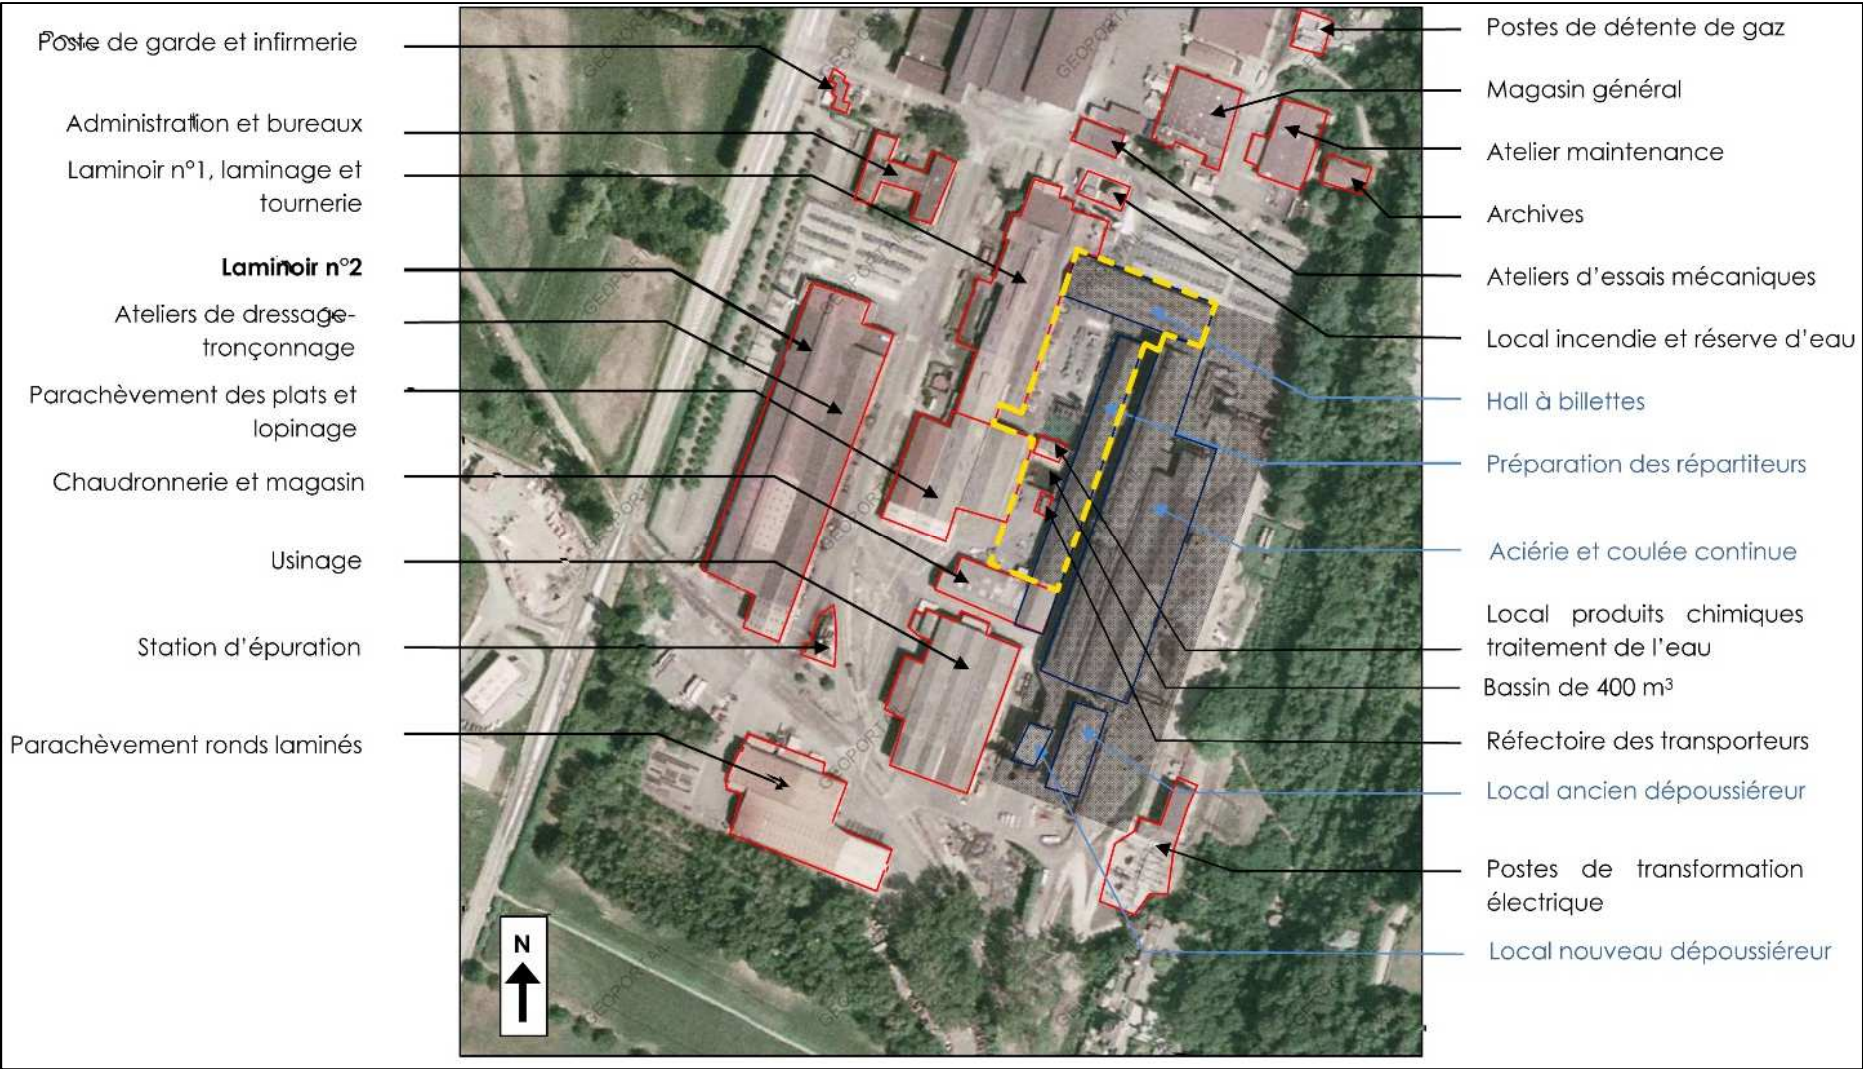 Poste de garde et infirmerie
Administration et bureaux
Laminoir n°1, laminage et
tournerie
Laminoir n°2
Ateliers de dressage-
tronçonnage
Parachèvement des plats et
lopinage
Chaudronnerie et magasin
Usinage
Station d'épuration
Parachèvement ronds laminés
N
Postes de détente de gaz
Magasin général
Atelier maintenance
Archives
Ateliers d'essais mécaniques
Local incendie et réserve d'eau
Hall à billettes
Préparation des répartiteurs
Aciérie et coulée continue
Local produits chimiques
traitement de l'eau
Bassin de 400 m³
Réfectoire des transporteurs
Local ancien dépoussiéreur
Postes de transformation
électrique
Local nouveau dépoussiéreur